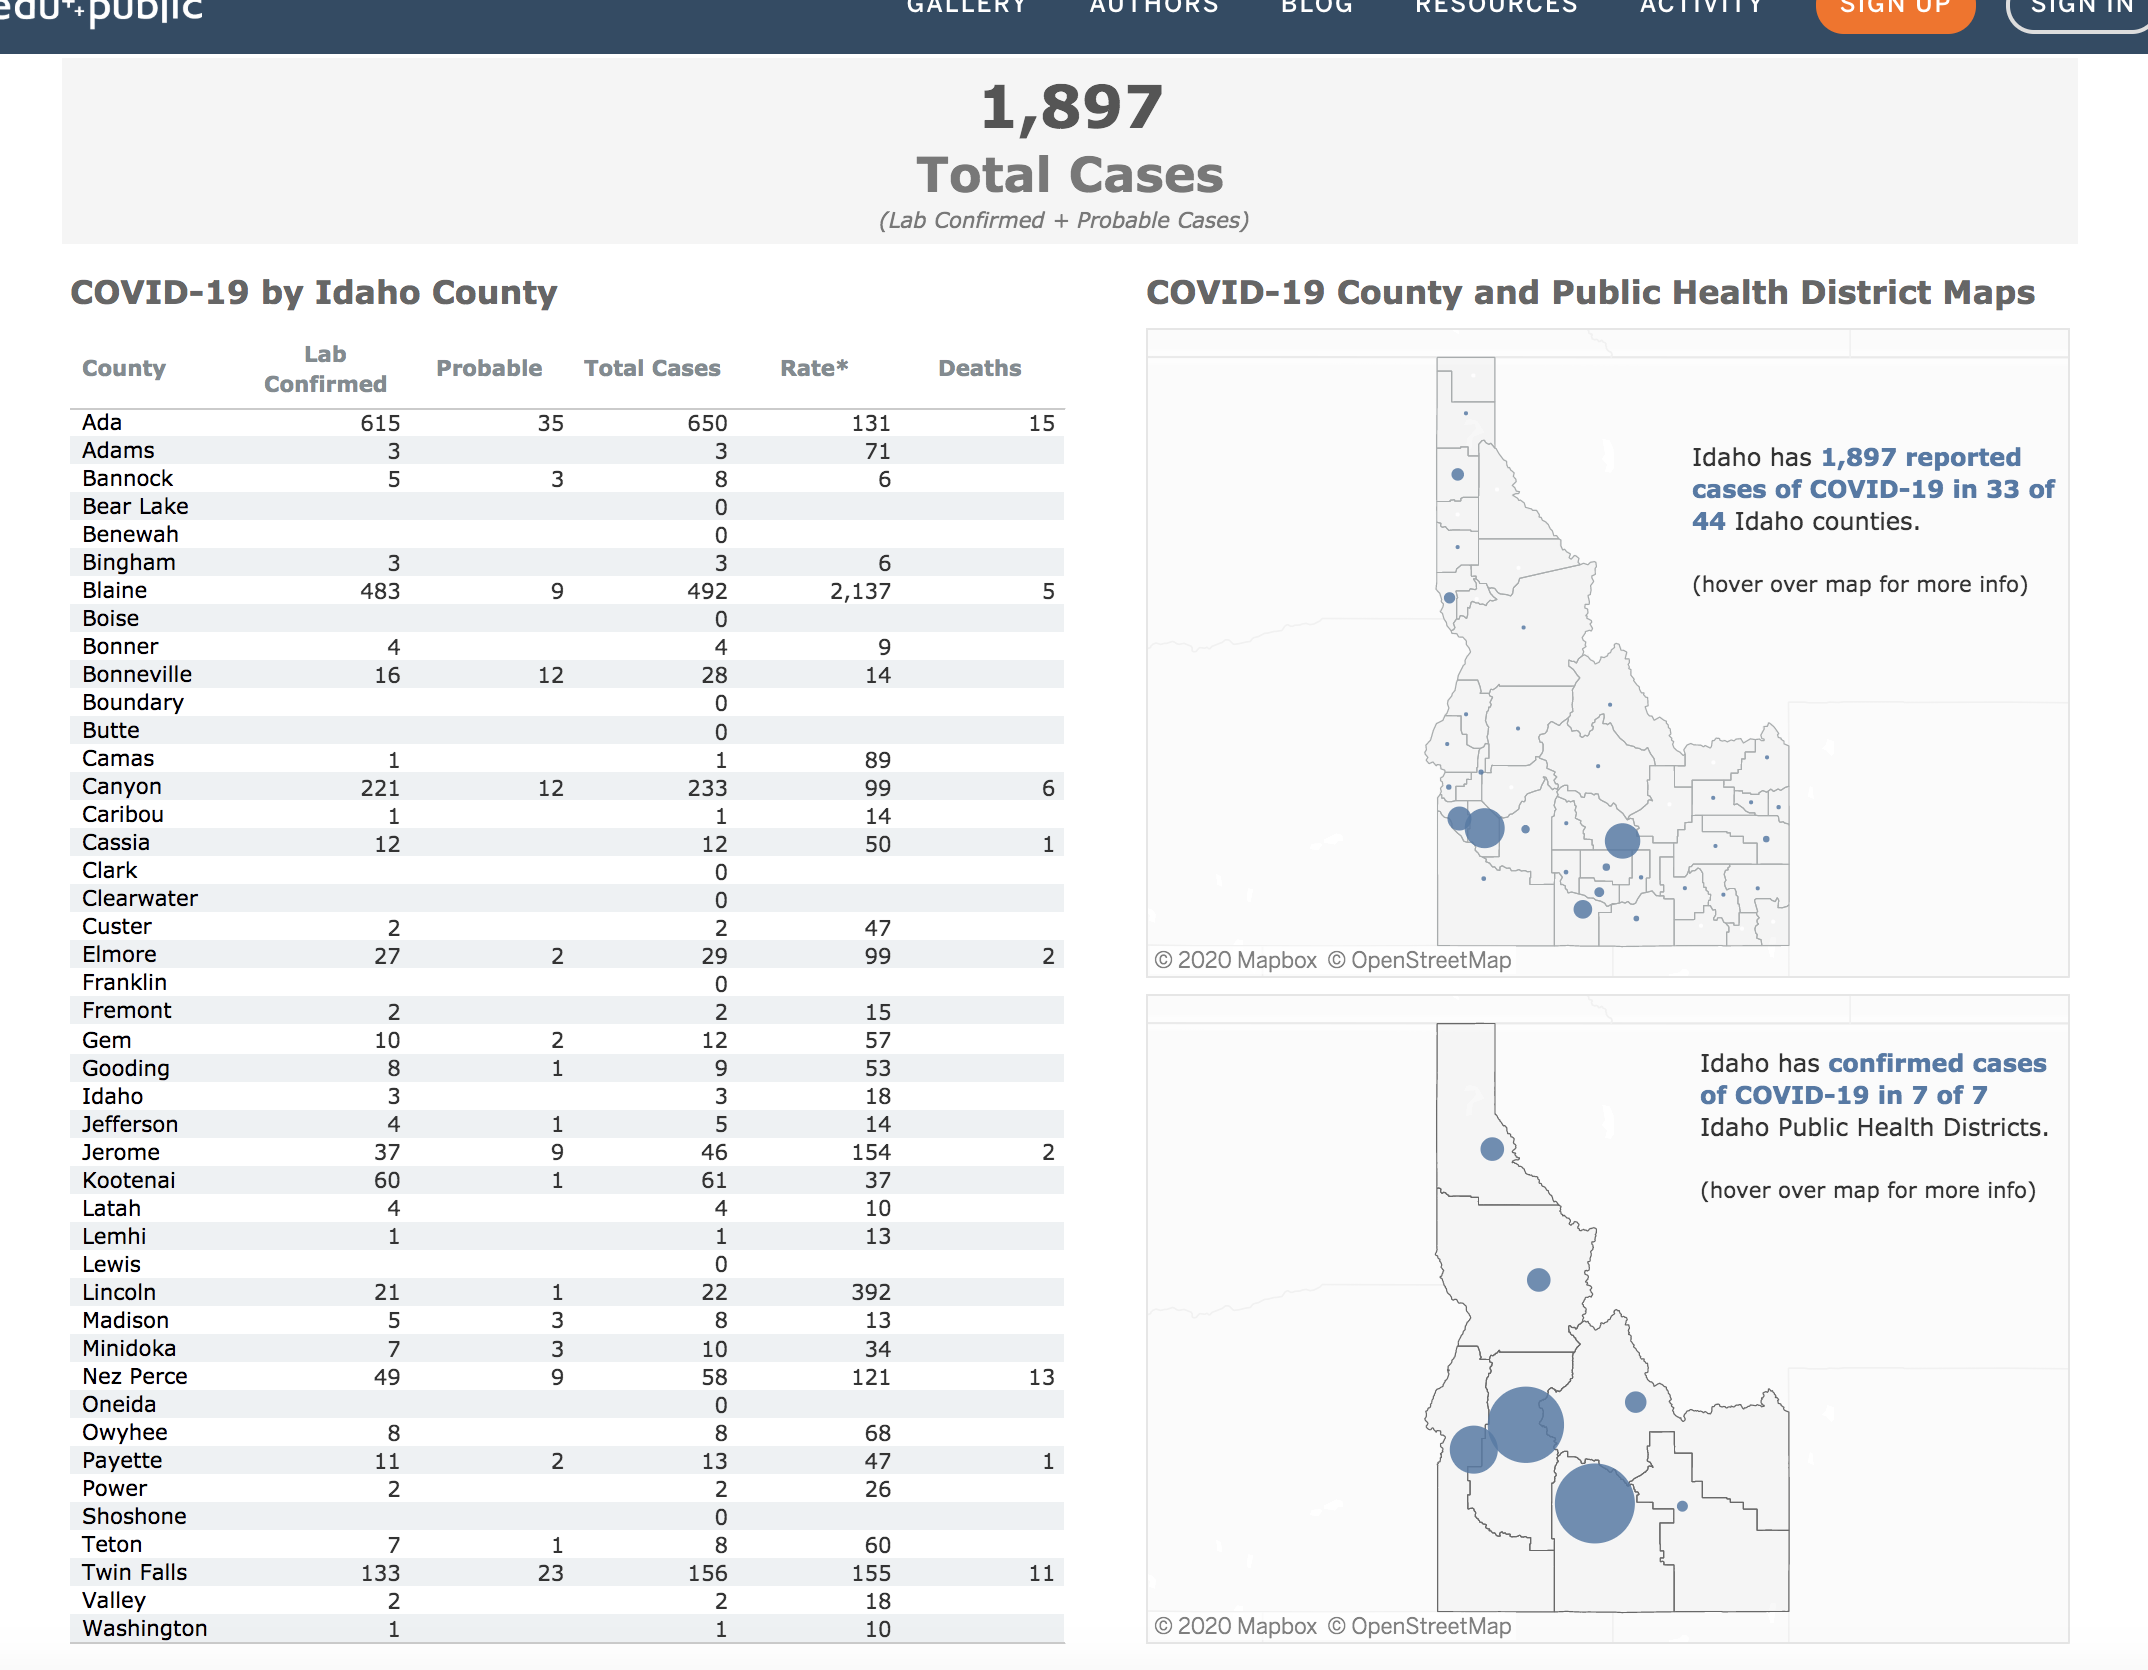 edu++public
GALLERY AUTHORS BLOG RESOURCES ACTIVITY SIGN UP SIGN IN
1,897
Total Cases
(Lab Confirmed + Probable Cases)
COVID-19 by Idaho County
County Lab Confirmed Probable Total Cases Rate* Deaths
Ada 615 35 650 131 15
Adams 3 3 71
Bannock 5 3 8 6
Bear Lake 0
Benewah 0
Bingham 3 3 6
Blaine 483 9 492 2,137 5
Boise 0
Bonner 4 4 9
Bonneville 16 12 28 14
Boundary 0
Butte 0
Camas 1 1 89
Canyon 221 12 233 99 6
Caribou 1 1 14
Cassia 12 12 50 1
Clark 0
Clearwater 0
Custer 2 2 47
Elmore 27 2 29 99 2
Franklin 0
Fremont 2 2 15
Gem 10 2 12 57
Gooding 8 1 9 53
Idaho 3 3 18
Jefferson 4 1 5 14
Jerome 37 9 46 154 2
Kootenai 60 1 61 37
Latah 4 4 10
Lemhi 1 1 13
Lewis 0
Lincoln 21 1 22 392
Madison 5 3 8 13
Minidoka 7 3 10 34
Nez Perce 49 9 58 121 13
Oneida 0
Owyhee 8 8 68
Payette 11 2 13 47 1
Power 2 2 26
Shoshone 0
Teton 7 1 8 60
Twin Falls 133 23 156 155 11
Valley 2 2 18
Washington 1 1 10
COVID-19 County and Public Health District Maps
Idaho has 1,897 reported
cases of COVID-19 in 33 of
44 Idaho counties.
(hover over map for more info)
© 2020 Mapbox © OpenStreetMap
Idaho has confirmed cases
of COVID-19 in 7 of 7
Idaho Public Health Districts.
(hover over map for more info)
© 2020 Mapbox © OpenStreetMap